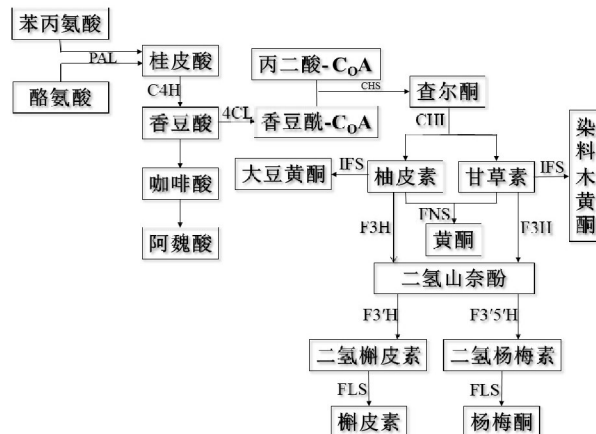 苯丙氨酸
PAL
酪氨酸
桂皮酸
C4H
香豆酸
4CL
咖啡酸
阿魏酸
丙二酸-COA
香豆酰-COA
CHS
查尔酮
CHI
大豆黄酮
IFS
柚皮素
甘草素
IFS
染料木黄酮
FNS
黄酮
F3H
F3H
二氢山奈酚
F3'H
F3'5'H
二氢槲皮素
二氢杨梅素
FLS
FLS
槲皮素
杨梅酮